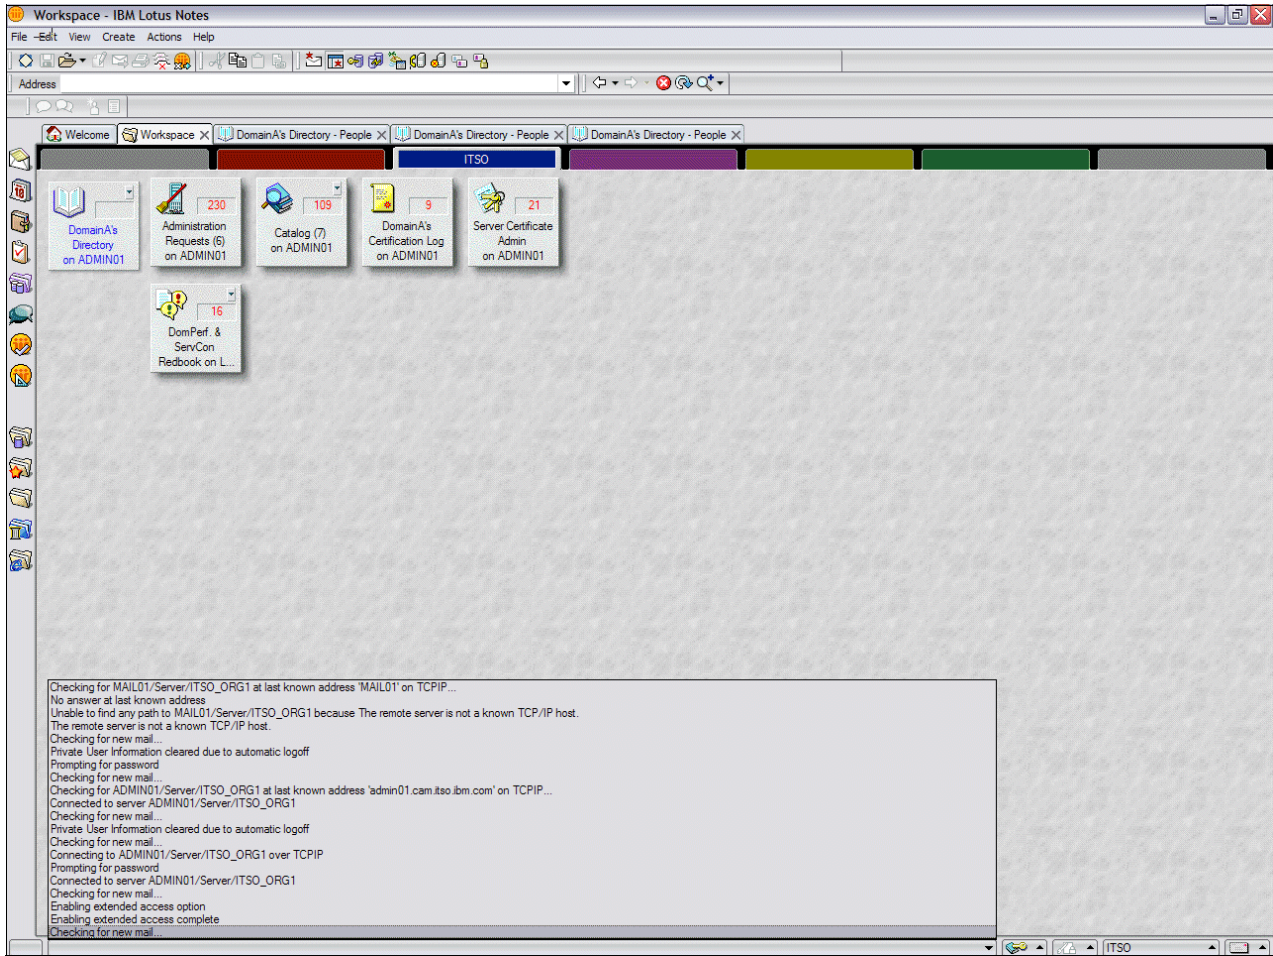 Workspace - IBM Lotus Notes
File Edit View Create Actions Help
Address
Welcome Workspace DomainA's Directory - People DomainA's Directory - People DomainA's Directory - People
ITSO
DomainA's
Directory
on ADMIN01
230
Administration
Requests (6)
on ADMIN01
109
Catalog (7)
on ADMIN01
9
DomainA's
Certification Log
on ADMIN01
21
Server Certificate
Admin
on ADMIN01
16
DomPerf. &
ServCon
Redbook on L...
Checking for MAIL01/Server/ITSO_ORG1 at last known address 'MAIL01' on TCPIP...
No answer at last known address
Unable to find any path to MAIL01/Server/ITSO_ORG1 because The remote server is not a known TCP/IP host.
The remote server is not a known TCP/IP host.
Checking for new mail...
Private User Information cleared due to automatic logoff
Prompting for password
Checking for new mail...
Checking for ADMIN01/Server/ITSO_ORG1 at last known address 'admin01.cam.itso.ibm.com' on TCPIP...
Connected to server ADMIN01/Server/ITSO_ORG1
Checking for new mail...
Private User Information cleared due to automatic logoff
Checking for new mail...
Connecting to ADMIN01/Server/ITSO_ORG1 over TCPIP
Prompting for password
Connected to server ADMIN01/Server/ITSO_ORG1
Checking for new mail...
Enabling extended access option
Enabling extended access complete
Checking for new mail...
ITSO